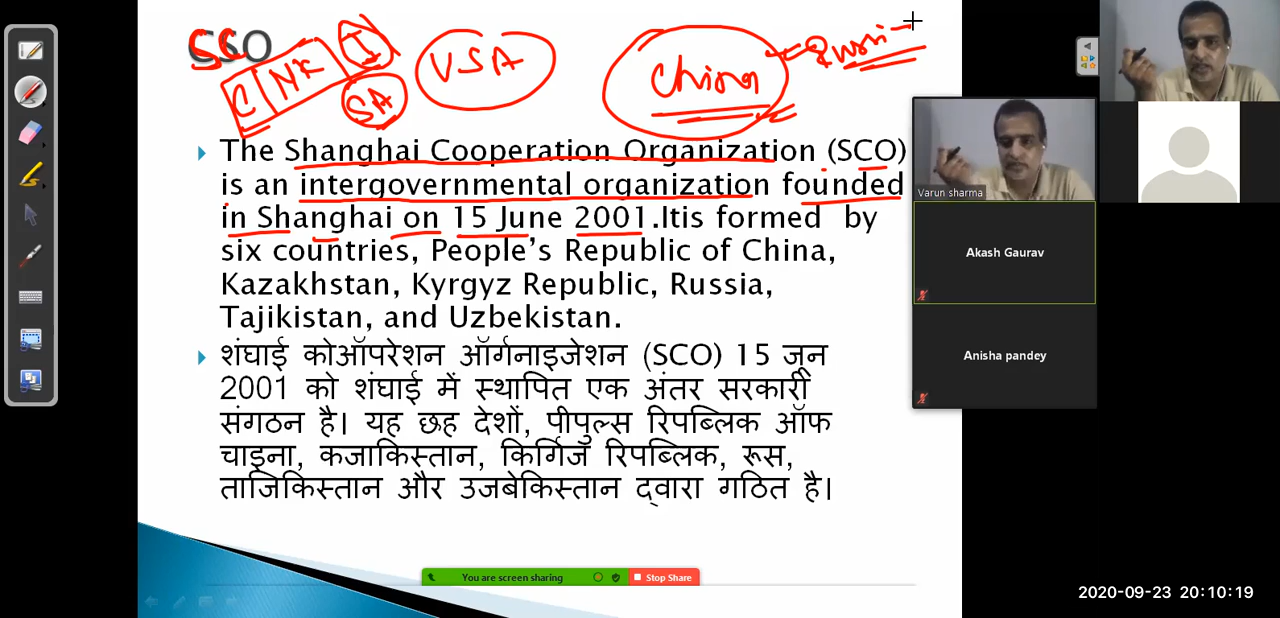 SCO
C NK I
SA
USA
China
The Shanghai Cooperation Organization (SCO)
is an intergovernmental organization founded
in Shanghai on 15 June 2001.Itis formed by
six countries, People’s Republic of China,
Kazakhstan, Kyrgyz Republic, Russia,
Tajikistan, and Uzbekistan.
शंघाई कोऑपरेशन ऑर्गनाइजेशन (SCO) 15 जून
2001 को शंघाई में स्थापित एक अंतर सरकारी
संगठन है। यह छह देशों, पीपुल्स रिपब्लिक ऑफ
चाइना, कजाकिस्तान, किर्गिज रिपब्लिक, रूस,
ताजिकिस्तान और उजबेकिस्तान द्वारा गठित है।
Varun sharma
Akash Gaurav
Anisha pandey
You are screen sharing
Stop Share
2020-09-23 20:10:19